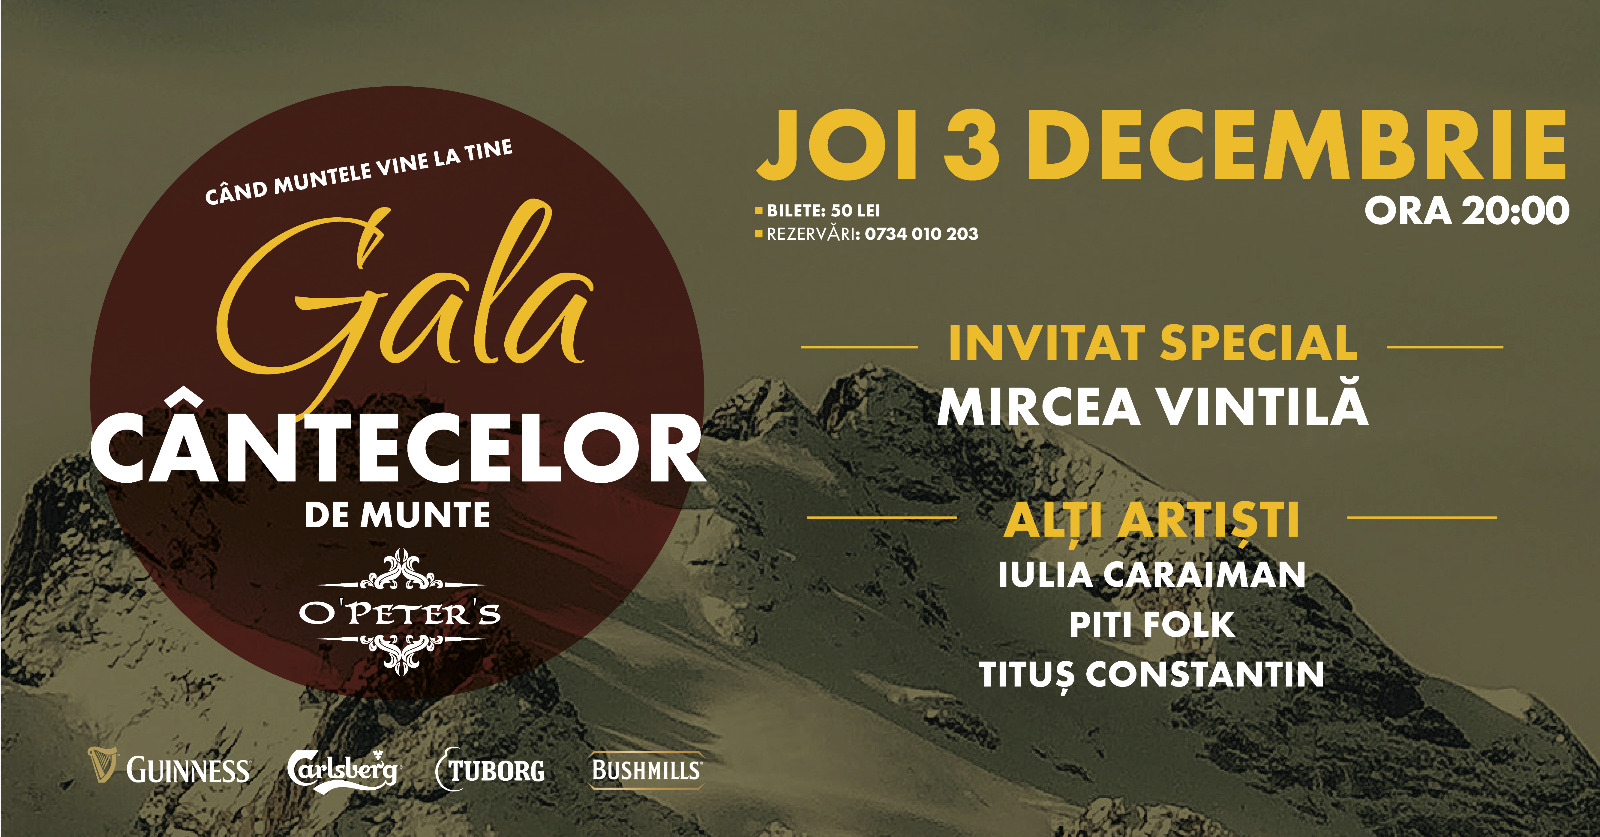 CÂND MUNTELE VINE LA TINE
Gala
CÂNTECELOR
DE MUNTE
O'PETER'S
GUINNESS
Carlsberg
TUBORG
BUSHMILLS
JOI 3 DECEMBRIE
ORA 20:00
BILETE: 50 LEI
REZERVĂRI: 0734 010 203
INVITAT SPECIAL
MIRCEA VINTILĂ
ALȚI ARTIȘTI
IULIA CARAIMAN
PITI FOLK
TITUȘ CONSTANTIN